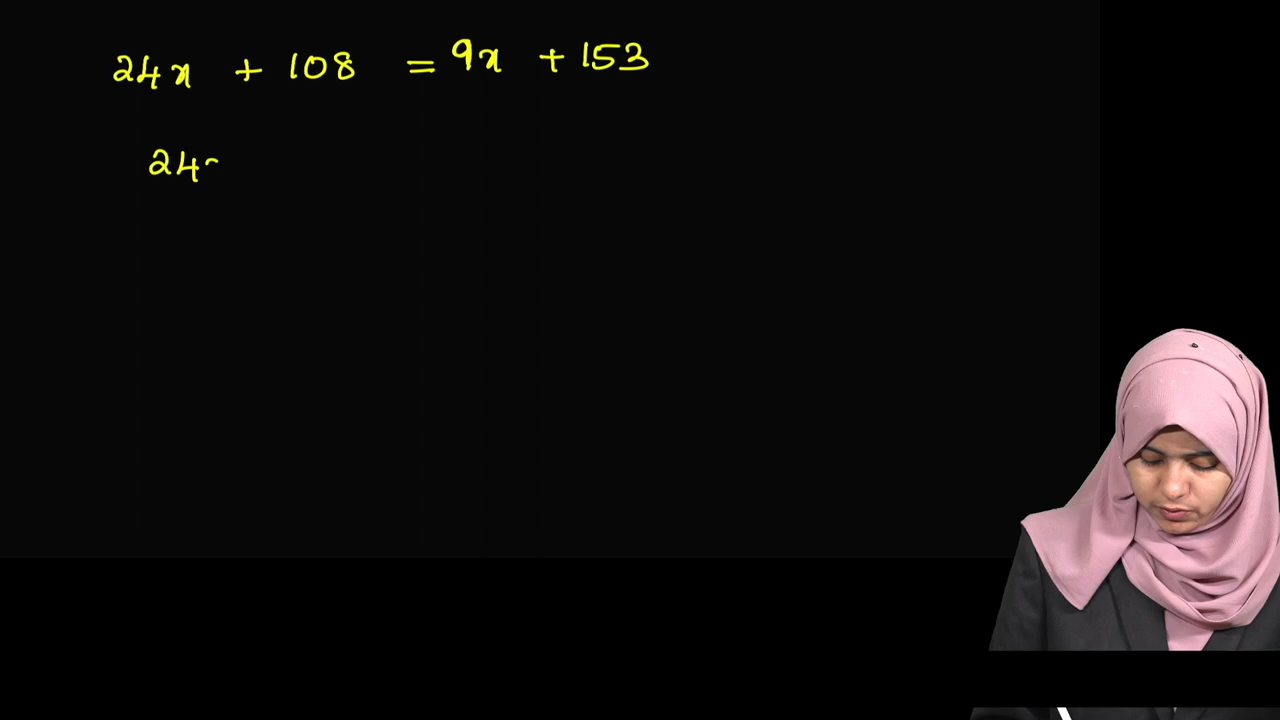 24x + 108 = 9x + 153
24